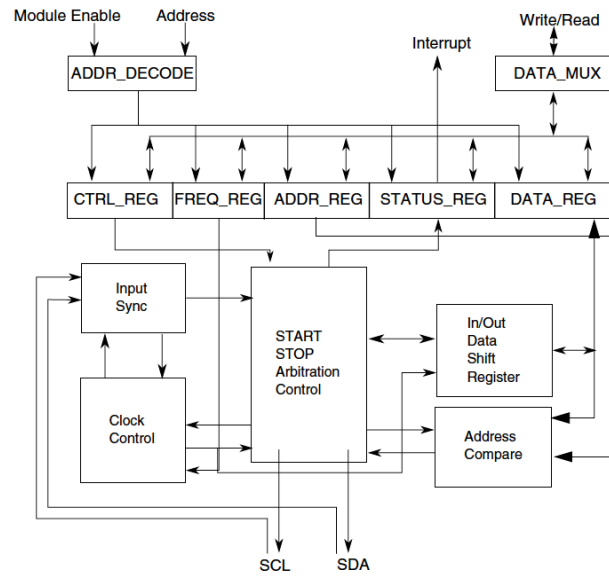 Module Enable
Address
Write/Read
Interrupt
ADDR_DECODE
DATA_MUX
CTRL_REG
FREQ_REG
ADDR_REG
STATUS_REG
DATA_REG
Input
Sync
START
STOP
Arbitration
Control
In/Out
Data
Shift
Register
Clock
Control
Address
Compare
SCL
SDA